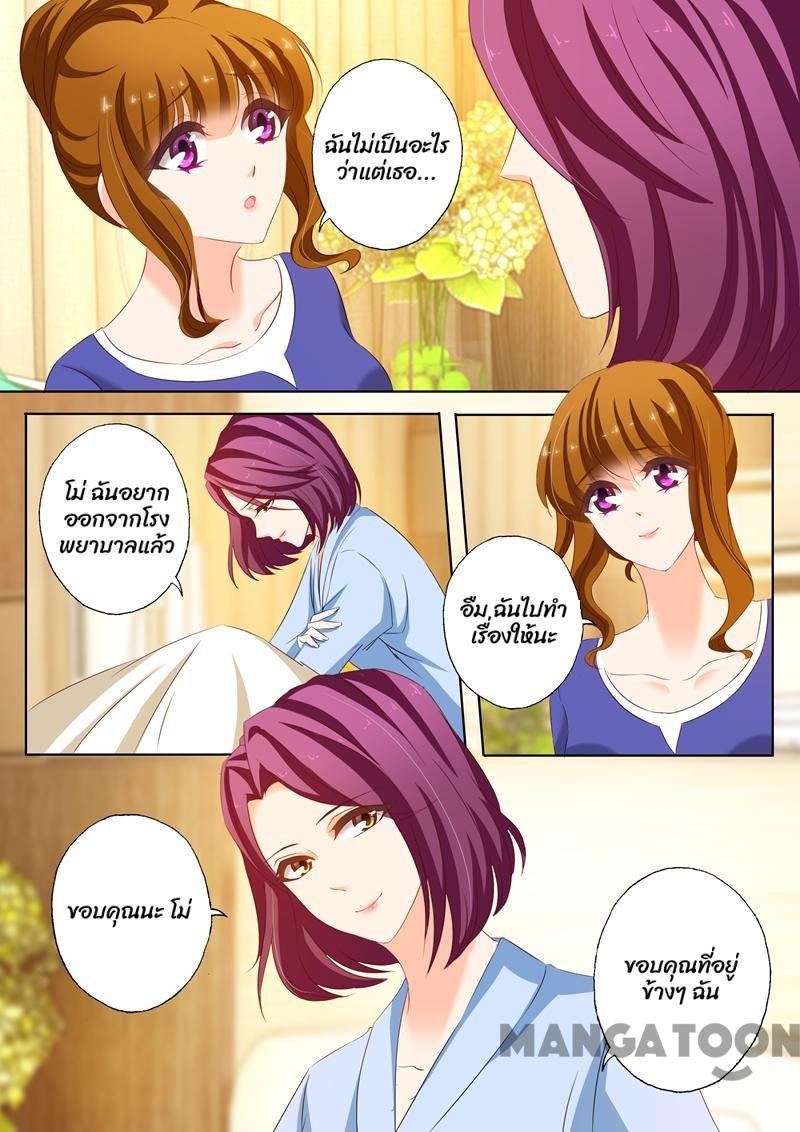 ฉันไม่เป็นอะไร
ว่าแต่เธอ...
โม่ ฉันอยาก
ออกจากโรง
พยาบาลแล้ว
อืม ฉันไปทำ
เรื่องให้นะ
ขอบคุณนะ โม่
ขอบคุณที่อยู่
ข้างๆ ฉัน
MANGATOON